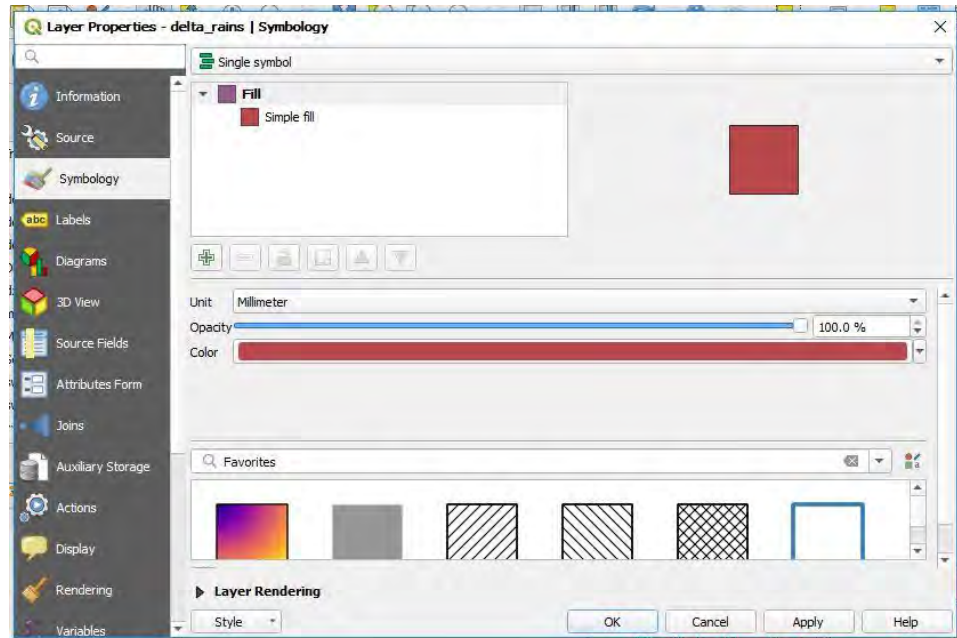 Layer Properties - delta_rains | Symbology
Single symbol
Information
Source
Symbology
Labels
Diagrams
3D View
Source Fields
Attributes Form
Joins
Auxiliary Storage
Actions
Display
Rendering
Variables
abc
Fill
Simple fill
Unit Millimeter
Opacity 100.0 %
Color
Favorites
Layer Rendering
Style OK Cancel Apply Help